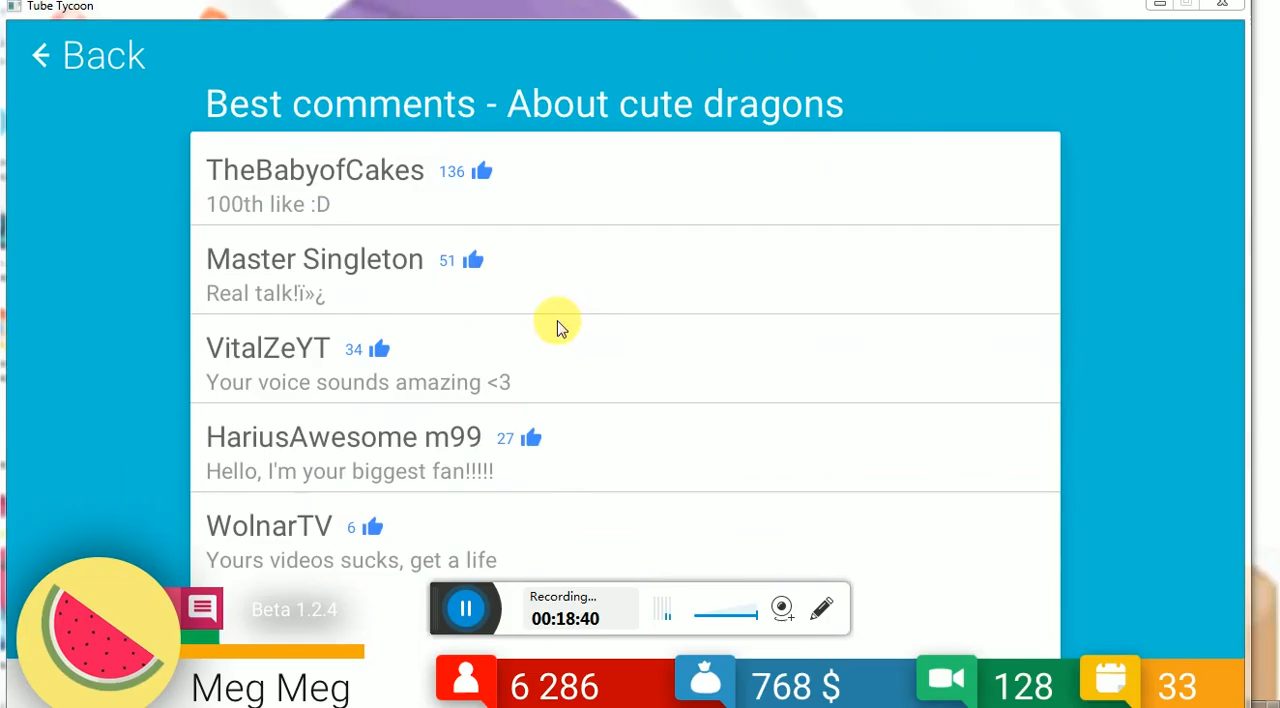 Tube Tycoon
Back
Best comments - About cute dragons
TheBabyofCakes 136
100th like :D
Master Singleton 51
Real talk!ï»¿
VitalZeYT 34
Your voice sounds amazing <3
HariusAwesome m99 27
Hello, I'm your biggest fan!!!!!
WolnarTV 6
Yours videos sucks, get a life
Recording...
00:18:40
Beta 1.2.4
Meg Meg
6 286
768 $
128
33